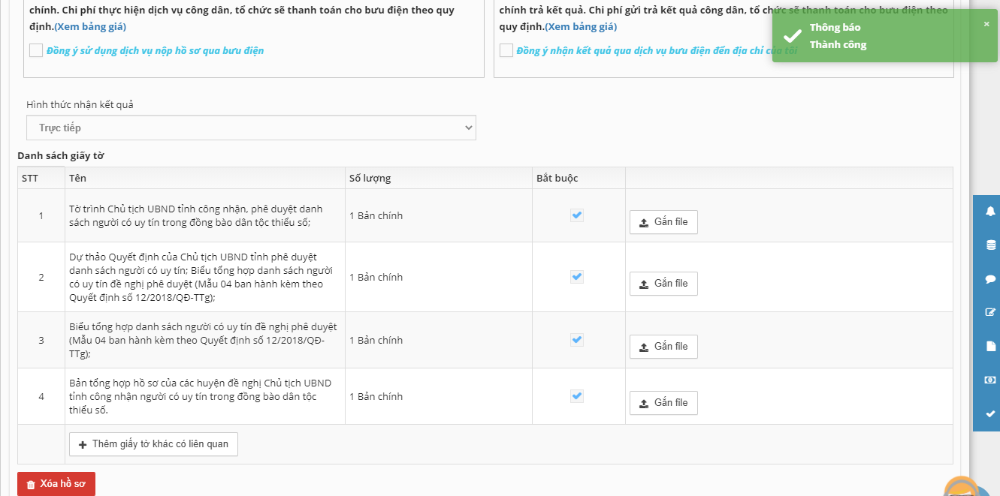 chính. Chi phí thực hiện dịch vụ công dân, tổ chức sẽ thanh toán cho bưu điện theo quy
định.(Xem bảng giá)
Đồng ý sử dụng dịch vụ nộp hồ sơ qua bưu điện
chính trả kết quả. Chi phí gửi trả kết quả công dân, tổ chức sẽ thanh toán cho bưu điện theo
quy định.(Xem bảng giá)
Đồng ý nhận kết quả qua dịch vụ bưu điện đến địa chỉ của tôi
Thông báo
Thành công
×
Hình thức nhận kết quả
Trực tiếp
Danh sách giấy tờ
STT Tên Số lượng Bắt buộc
1
Tờ trình Chủ tịch UBND tỉnh công nhận, phê duyệt danh
sách người có uy tín trong đồng bào dân tộc thiểu số;
1 Bản chính
Gắn file
2
Dự thảo Quyết định của Chủ tịch UBND tỉnh phê duyệt
danh sách người có uy tín; Biểu tổng hợp danh sách người
có uy tín đề nghị phê duyệt (Mẫu 04 ban hành kèm theo
Quyết định số 12/2018/QĐ-TTg);
1 Bản chính
Gắn file
3
Biểu tổng hợp danh sách người có uy tín đề nghị phê duyệt
(Mẫu 04 ban hành kèm theo Quyết định số 12/2018/QĐ-
TTg);
1 Bản chính
Gắn file
4
Bản tổng hợp hồ sơ của các huyện đề nghị Chủ tịch UBND
tỉnh công nhận người có uy tín trong đồng bào dân tộc
thiểu số.
1 Bản chính
Gắn file
Thêm giấy tờ khác có liên quan
Xóa hồ sơ